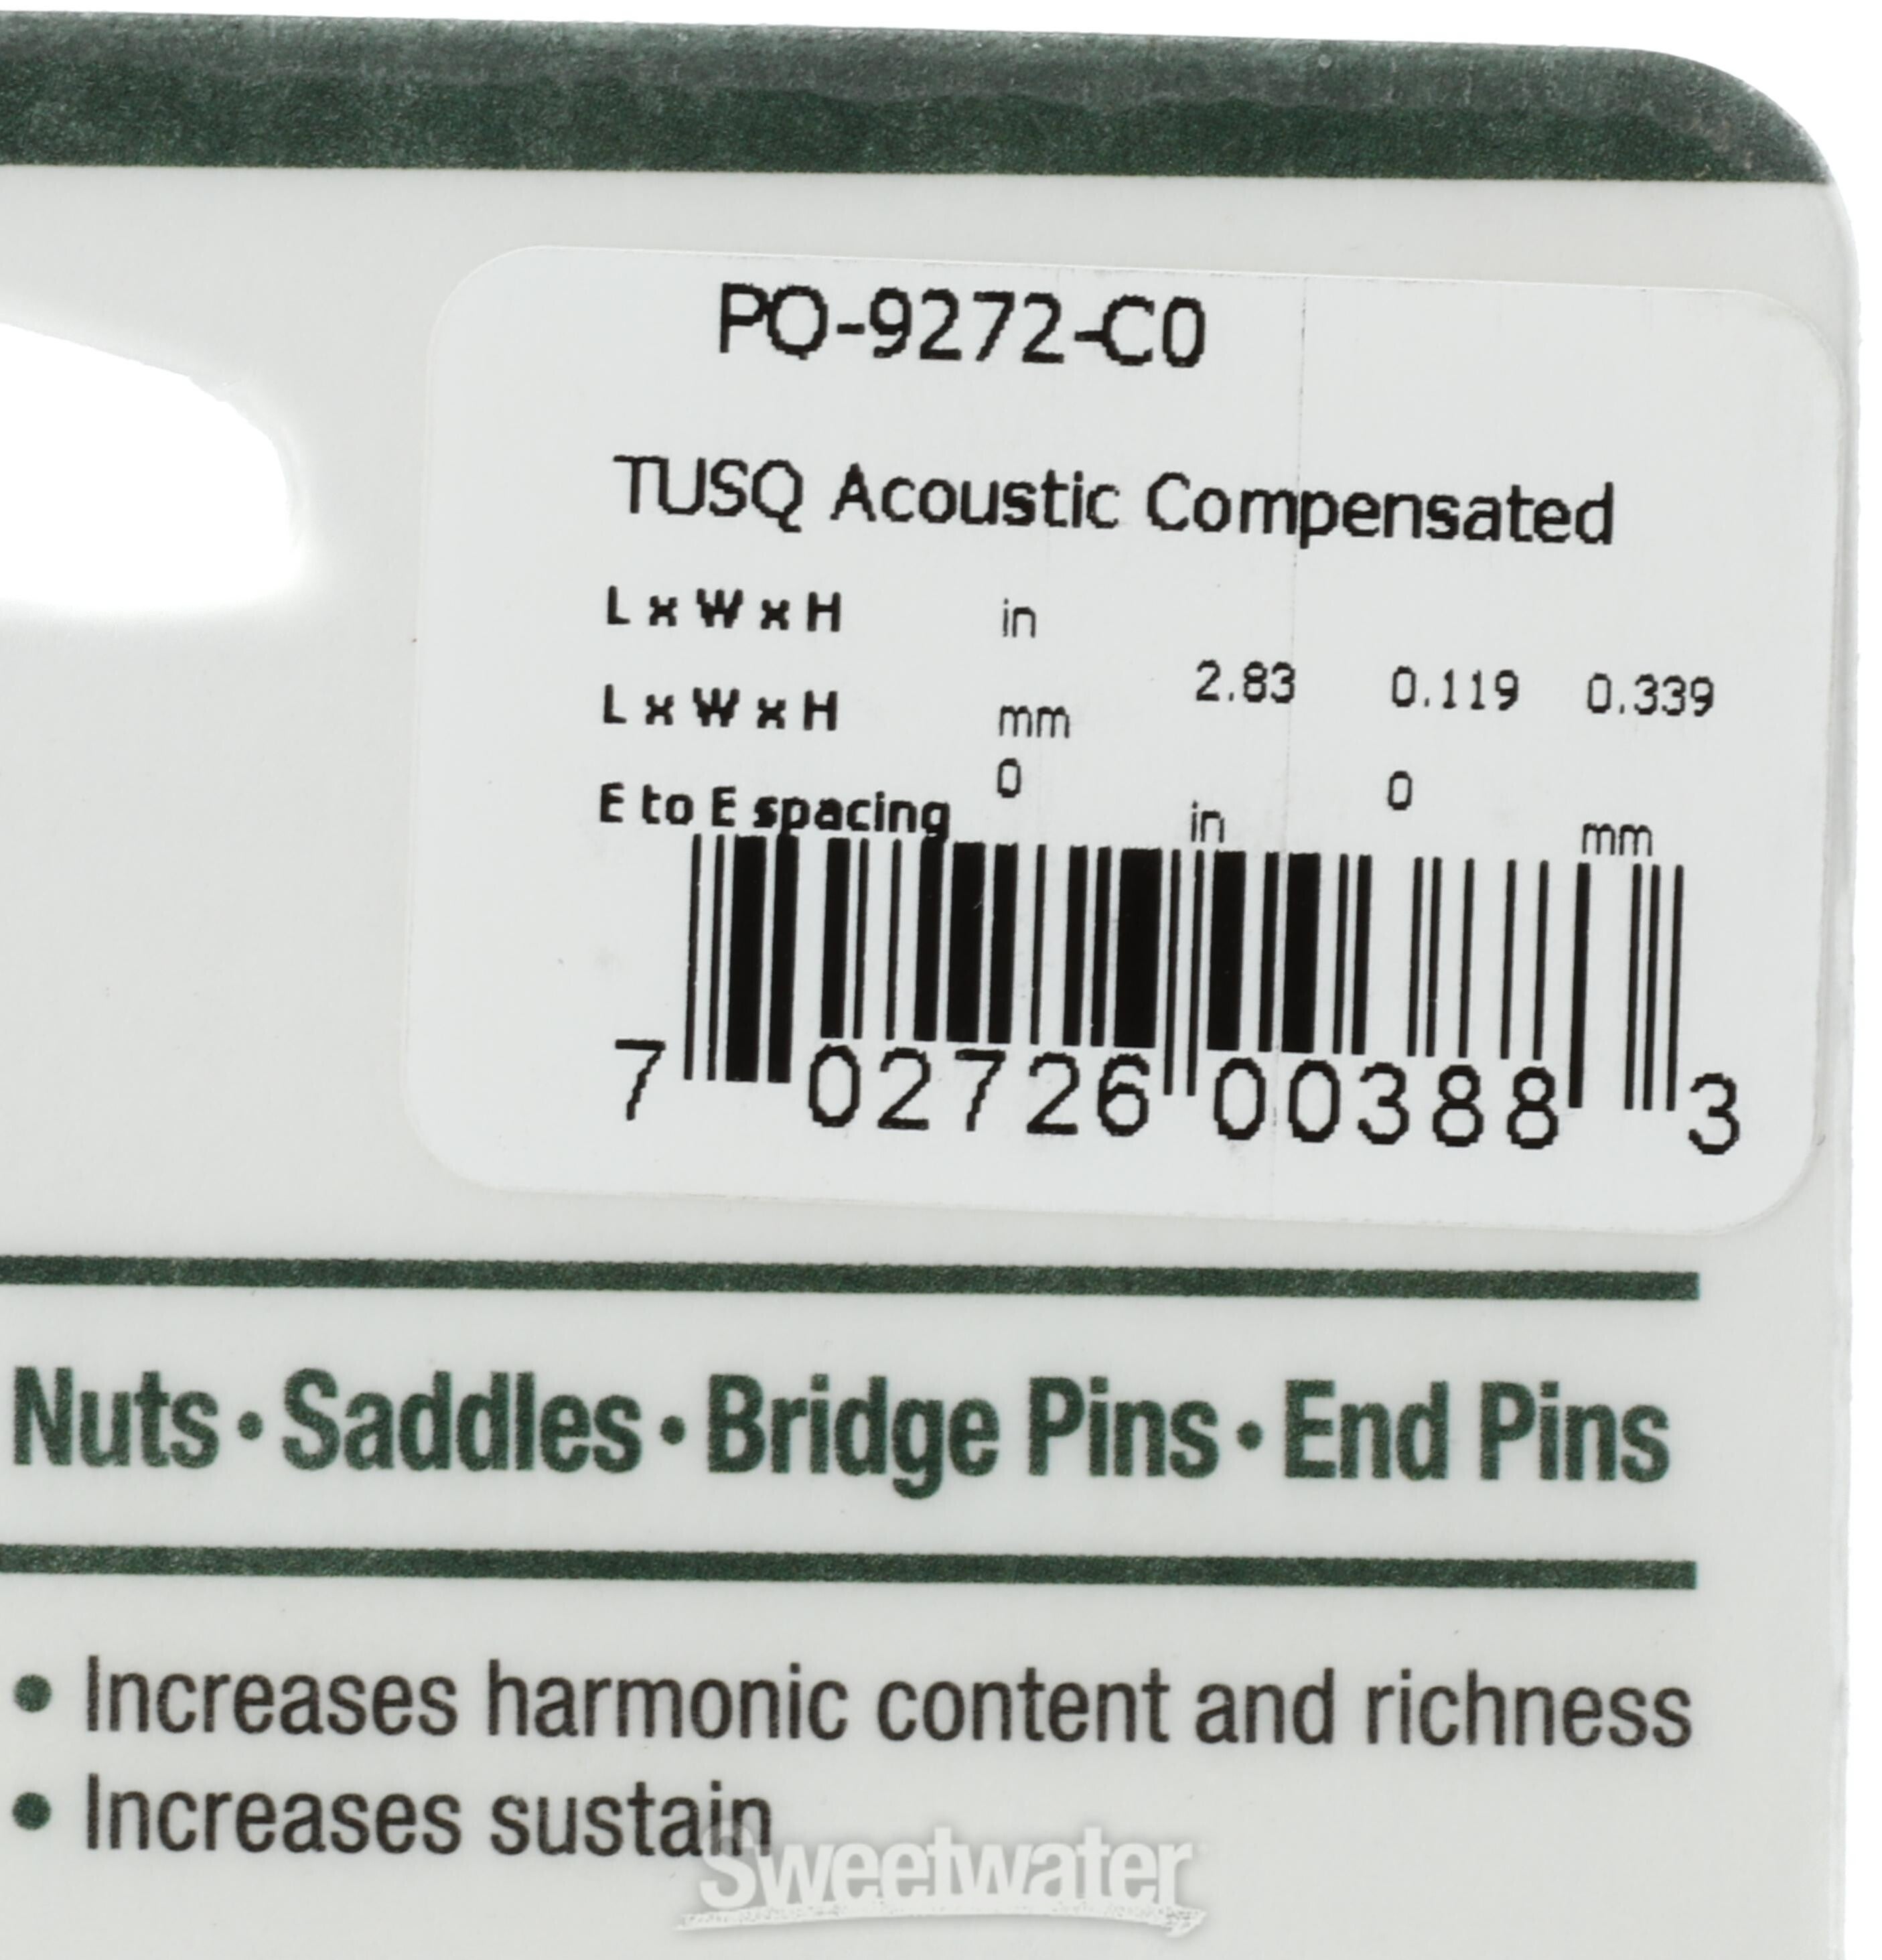 PQ-9272-C0
TUSQ Acoustic Compensated
L x W x H in
2.83 0.119 0.339
L x W x H mm
0 0
E to E spacing in mm
7 02726 00388 3
Nuts • Saddles • Bridge Pins • End Pins
• Increases harmonic content and richness
• Increases sustain
Sweetwater